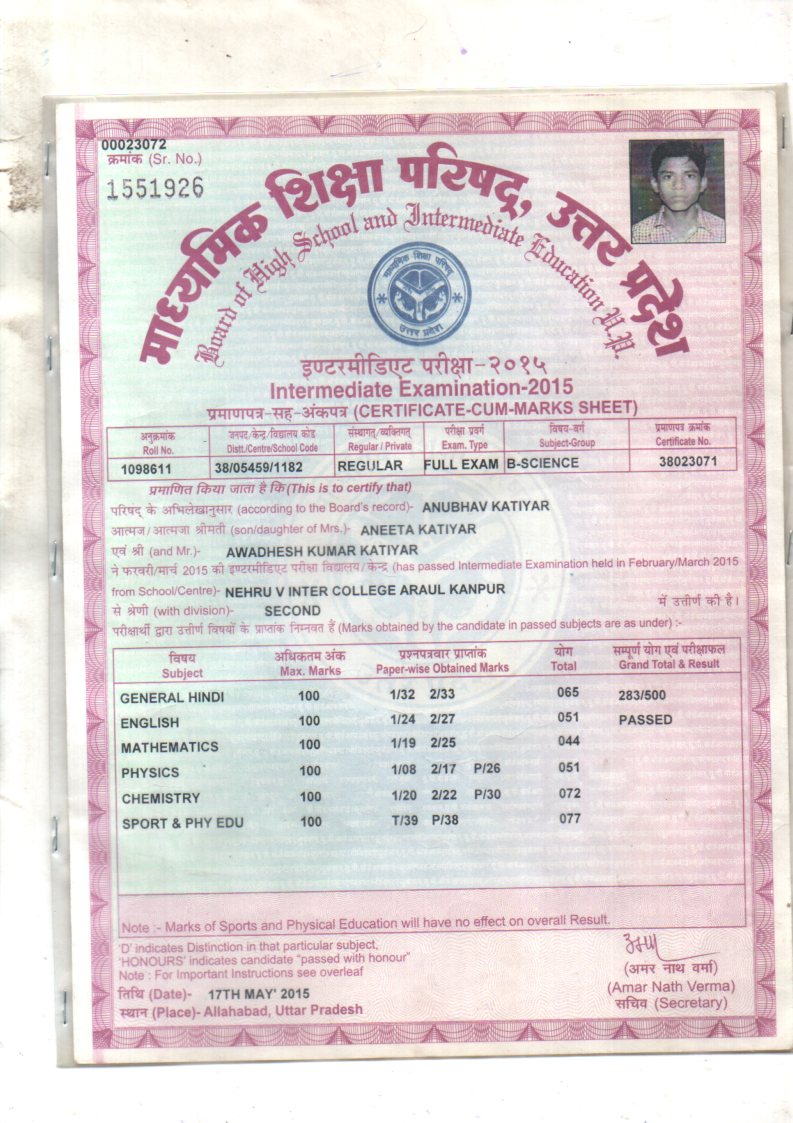 00023072
क्रमांक (Sr. No.)
1551926
माध्यमिक शिक्षा परिषद्, उत्तर प्रदेश
Board of High School and Intermediate Education U.P.
माध्यमिक शिक्षा परिषद
उत्तर प्रदेश
इण्टरमीडिएट परीक्षा-२०१५
Intermediate Examination-2015
प्रमाणपत्र-सह-अंकपत्र (CERTIFICATE-CUM-MARKS SHEET)
अनुक्रमांक जनपद/केन्द्र/विद्यालय कोड संस्थागत/व्यक्तिगत परीक्षा प्रवर्ग विषय-वर्ग प्रमाणपत्र क्रमांक
Roll No. Distt./Centre/School Code Regular / Private Exam. Type Subject-Group Certificate No.
1098611 38/05459/1182 REGULAR FULL EXAM B-SCIENCE 38023071
प्रमाणित किया जाता है कि (This is to certify that)
परिषद् के अभिलेखानुसार (according to the Board's record)- ANUBHAV KATIYAR
आत्मज/आत्मजा श्रीमती (son/daughter of Mrs.)- ANEETA KATIYAR
एवं श्री (and Mr.)- AWADHESH KUMAR KATIYAR
ने फरवरी/मार्च 2015 की इण्टरमीडिएट परीक्षा विद्यालय/केन्द्र (has passed Intermediate Examination held in February/March 2015
from School/Centre)- NEHRU V INTER COLLEGE ARAUL KANPUR
से श्रेणी (with division)- SECOND में उत्तीर्ण की है।
परीक्षार्थी द्वारा उत्तीर्ण विषयों के प्राप्तांक निम्नवत हैं (Marks obtained by the candidate in passed subjects are as under) :-
विषय अधिकतम अंक प्रश्नपत्रवार प्राप्तांक योग सम्पूर्ण योग एवं परीक्षाफल
Subject Max. Marks Paper-wise Obtained Marks Total Grand Total & Result
GENERAL HINDI 100 1/32 2/33 065 283/500
ENGLISH 100 1/24 2/27 051 PASSED
MATHEMATICS 100 1/19 2/25 044
PHYSICS 100 1/08 2/17 P/26 051
CHEMISTRY 100 1/20 2/22 P/30 072
SPORT & PHY EDU 100 T/39 P/38 077
Note :- Marks of Sports and Physical Education will have no effect on overall Result.
'D' indicates Distinction in that particular subject,
'HONOURS' indicates candidate "passed with honour"
Note : For Important Instructions see overleaf
(अमर नाथ वर्मा)
(Amar Nath Verma)
सचिव (Secretary)
तिथि (Date)- 17TH MAY' 2015
स्थान (Place)- Allahabad, Uttar Pradesh